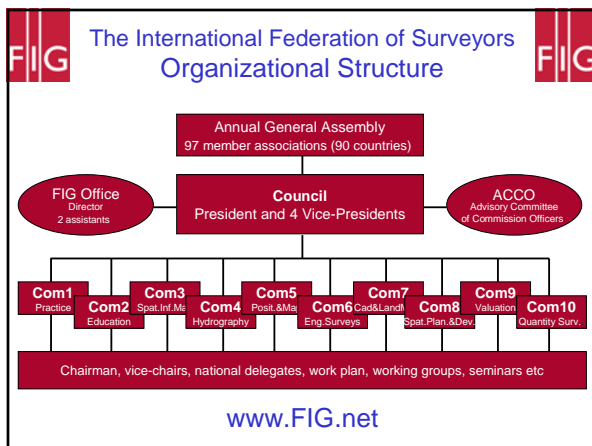 FIG
The International Federation of Surveyors
Organizational Structure
FIG
Annual General Assembly
97 member associations (90 countries)
FIG Office
Director
2 assistants
Council
President and 4 Vice-Presidents
ACCO
Advisory Committee
of Commission Officers
Com1
Practice
Com2
Education
Com3
Spat.Inf.Ma
Com4
Hydrography
Com5
Posit.&Map
Com6
Eng.Surveys
Com7
Cad&LandM
Com8
Spat.Plan.&Dev.
Com9
Valuation
Com10
Quantity Surv.
Chairman, vice-chairs, national delegates, work plan, working groups, seminars etc
www.FIG.net